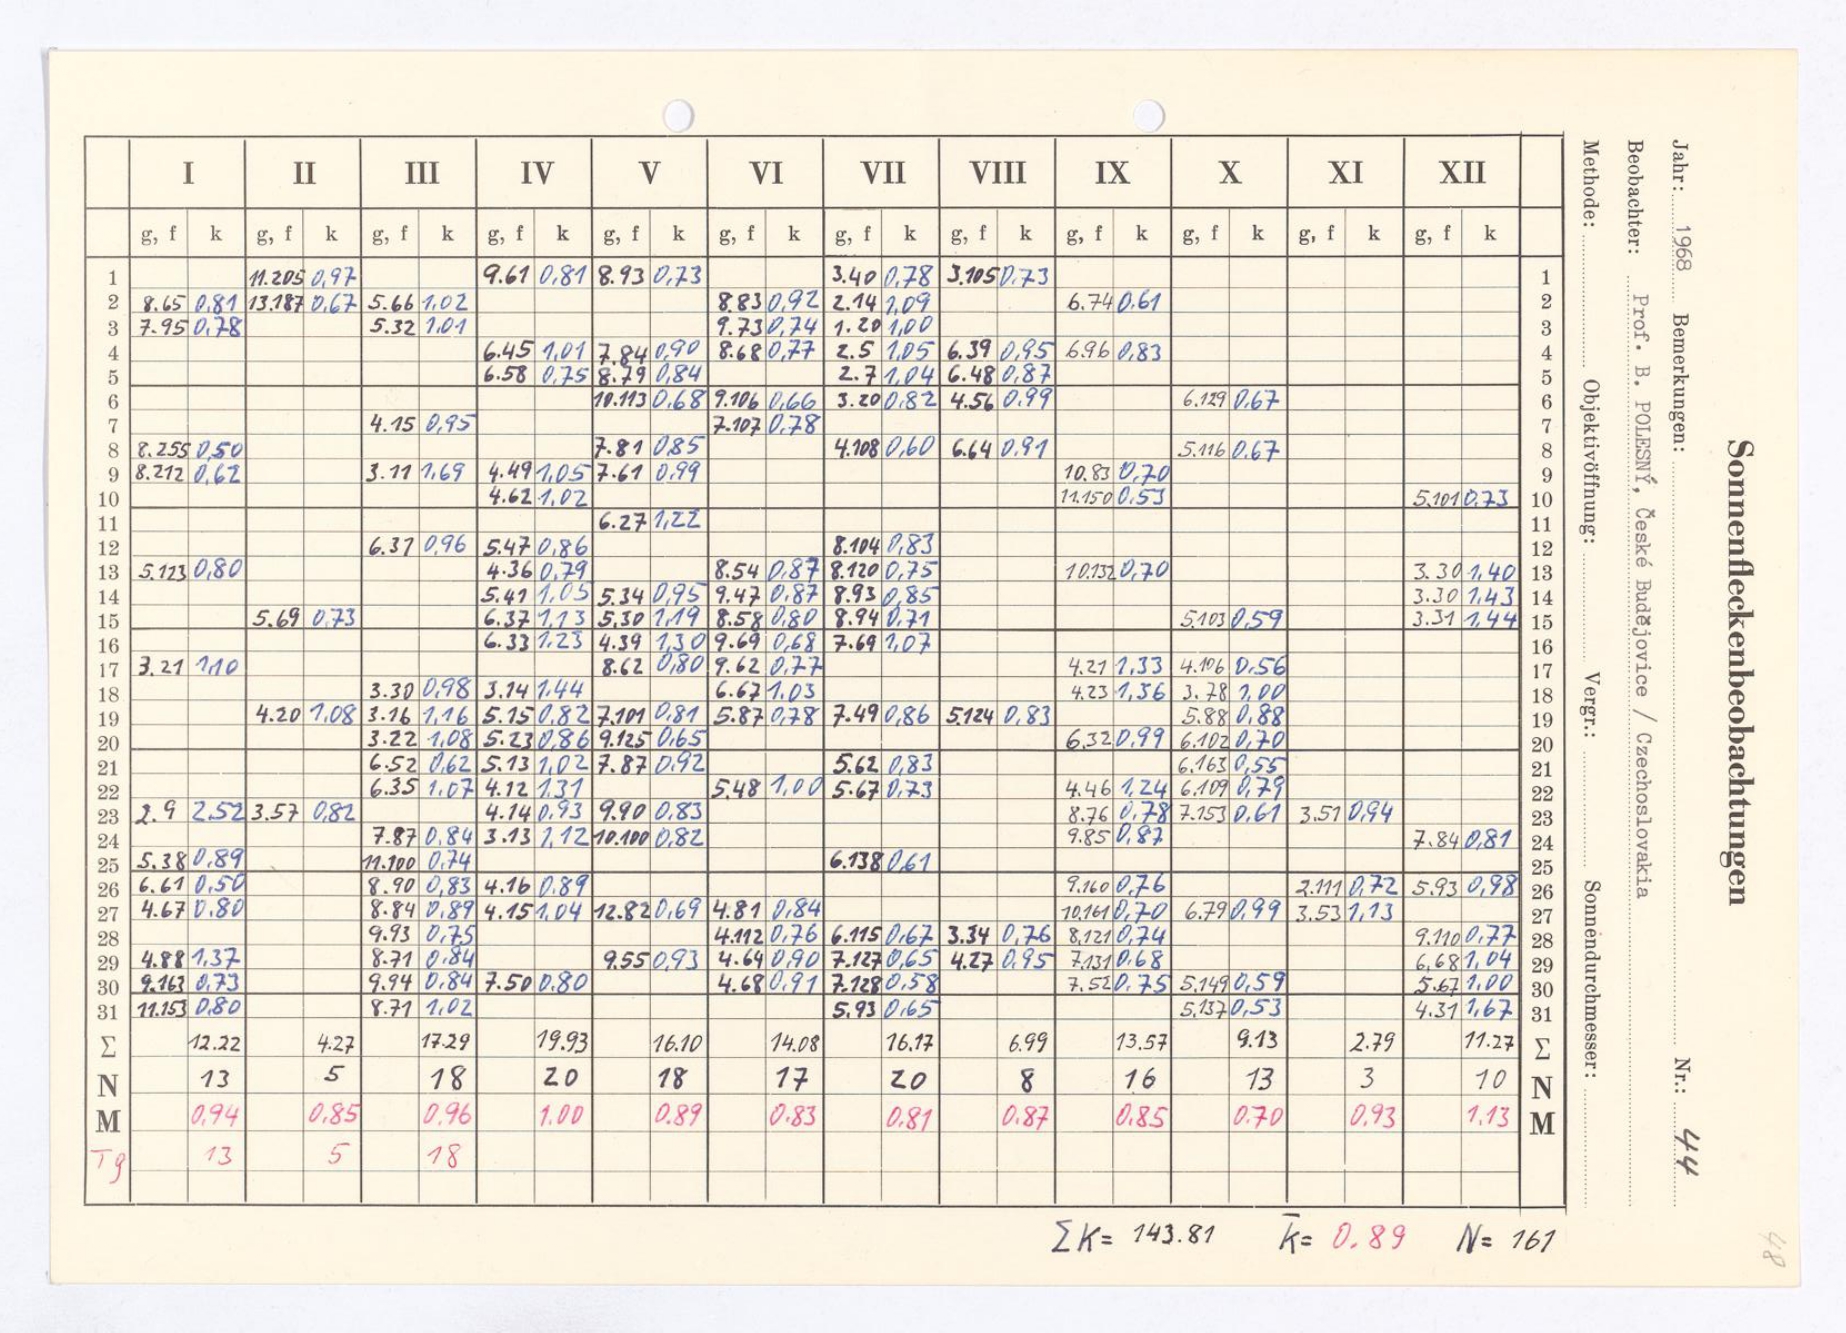 I II III IV V VI VII VIII IX X XI XII
g, f k g, f k g, f k g, f k g, f k g, f k g, f k g, f k g, f k g, f k g, f k g, f k
1 11.205 0,97 9.61 0,81 8.93 0,73 3.40 0,78 3.105 0.73 1
2 8.65 0,81 13.187 0,67 5.66 1.02 8.83 0,92 2.14 1,09 6.74 0.61 2
3 7.95 0,78 5.32 1.01 9.73 0,74 1.20 1,00 3
4 6.45 1,01 7.84 0,90 8.68 0,77 2.5 1,05 6.39 0,95 6.96 0,83 4
5 6.58 0,75 8.79 0,84 2.7 1,04 6.48 0,87 5
6 10.113 0,68 9.106 0,66 3.20 0,82 4.56 0.99 6.129 0.67 6
7 4.15 0,95 7.107 0,78 7
8 8.255 0,50 7.81 0,85 4.108 0,60 6.64 0,91 5.116 0,67 8
9 8.212 0,62 3.11 1,69 4.49 1,05 7.61 0,99 10.83 0,70 9
10 4.62 1,02 11.150 0,53 5.101 0,73 10
11 6.27 1,22 11
12 6.37 0,96 5.47 0,86 8.104 0,83 12
13 5.123 0,80 4.36 0,79 8.54 0,87 8.120 0,75 10.132 0,70 3.30 1,40 13
14 5.41 1,05 5.34 0,95 9.47 0,87 8.93 0,85 3.30 1,43 14
15 5.69 0,73 6.37 1,13 5.30 1,19 8.58 0,80 8.94 0,71 5.103 0,59 3.31 1,44 15
16 6.33 1,23 4.39 1,30 9.69 0,68 7.69 1,07 16
17 3.21 1,10 8.62 0,80 9.62 0,77 4.21 1,33 4.106 0,56 17
18 3.30 0,98 3.14 1.44 6.67 1.03 4.23 1,36 3.78 1,00 18
19 4.20 1,08 3.16 1,16 5.15 0,82 7.101 0,81 5.87 0,78 7.49 0,86 5.124 0,83 5.88 0,88 19
20 3.22 1,08 5.23 0,86 9.125 0,65 6.32 0,99 6.102 0,70 20
21 6.52 0,62 5.13 1,02 7.87 0,92 5.62 0,83 6.163 0,55 21
22 6.35 1,07 4.12 1.31 5.48 1,00 5.67 0,73 4.46 1,24 6.109 0,79 22
23 2.9 2,52 3.57 0,82 4.14 0,93 9.90 0,83 8.76 0,78 7.153 0,61 3.51 0,94 23
24 7.87 0,84 3.13 1,12 10.100 0,82 9.85 0,87 7.84 0,81 24
25 5.38 0,89 11.100 0,74 6.138 0,61 25
26 6.61 0,50 8.90 0,83 4.16 0.89 9.160 0,76 2.111 0,72 5.93 0,98 26
27 4.67 0.80 8.84 0,89 4.15 1,04 12.82 0,69 4.81 0,84 10,161 0,70 6.79 0,99 3.53 1,13 27
28 9.93 0,75 4.112 0,76 6.115 0,67 3.34 0,76 8,121 0,74 9.110 0,77 28
29 4.88 1,37 8.71 0,84 9.55 0,93 4.64 0,90 7.127 0,65 4.27 0.95 7.131 0.68 6,68 1,04 29
30 9.163 0,73 9.94 0,84 7.50 0.80 4.68 0,91 7.128 0,58 7.52 0,75 5.149 0,59 5.67 1,00 30
31 11.153 0,80 8.71 1,02 5,93 0,65 5,137 0,53 4.31 1,67 31
Σ 12.22 4.27 17.29 19.93 16.10 14.08 16.17 6.99 13.57 9.13 2.79 11.27 Σ
N 13 5 18 20 18 17 20 8 16 13 3 10 N
M 0,94 0,85 0,96 1.00 0.89 0.83 0,81 0.87 0.85 0.70 0,93 1.13 M
Tg 13 5 18
ΣK= 143.81 k̅= 0.89 N= 161
Sonnenfleckenbeobachtungen
Jahr: 1968 Bemerkungen: Nr.: 44
Beobachter: Prof. B. POLESNÝ, České Budějovice / Czechoslovakia
Methode: Objektivöffnung: Vergr.: Sonnendurchmesser:
48